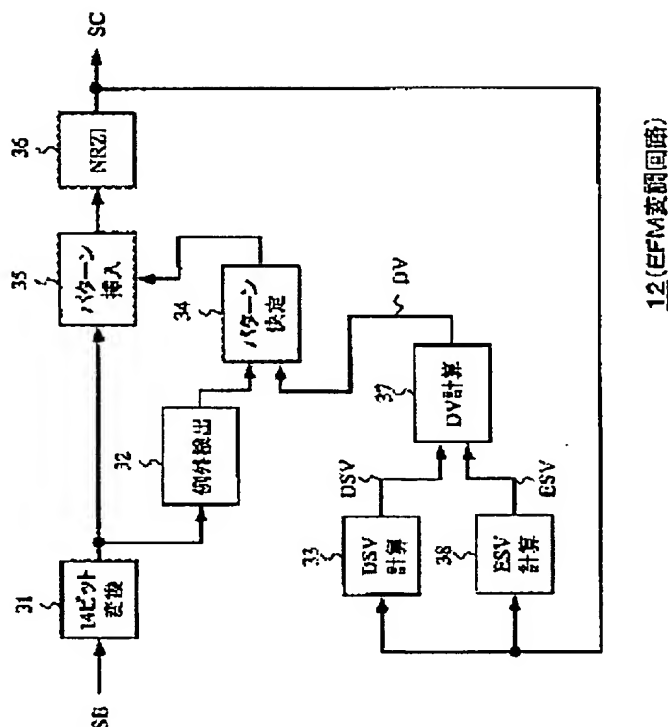 SB
31
14ビット
変換
32
例外検出
33
DSV
計算
38
ESV
計算
DSV
ESV
37
DV計算
DV
34
パターン
決定
35
パターン
挿入
36
NRZI
SC
12(EFM変調回路)